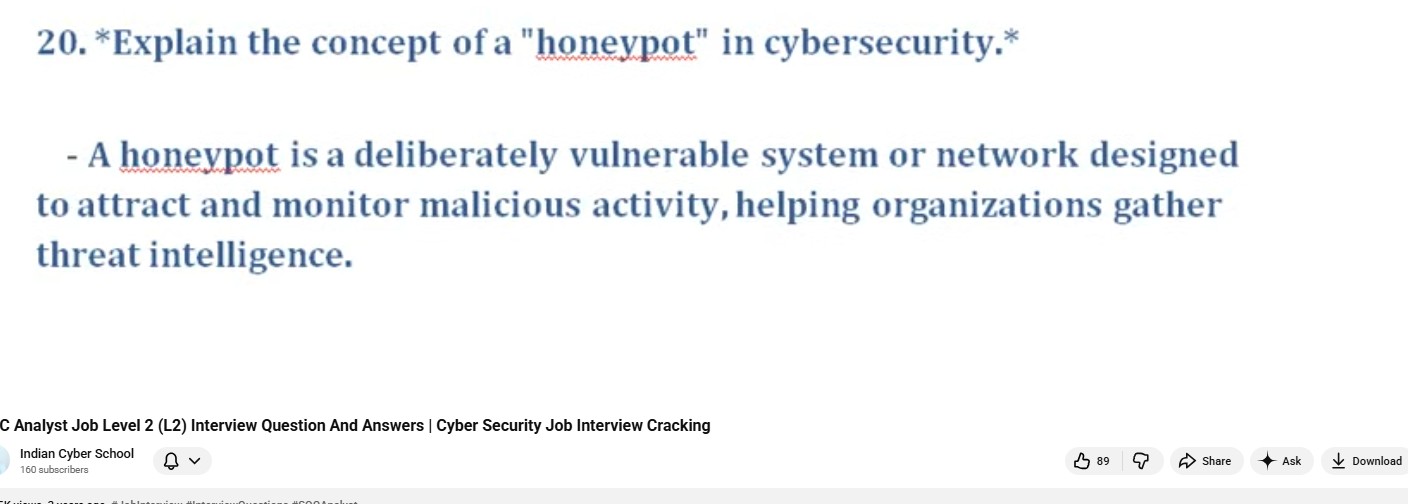 20. *Explain the concept of a "honeypot" in cybersecurity.*
- A honeypot is a deliberately vulnerable system or network designed
to attract and monitor malicious activity, helping organizations gather
threat intelligence.
C Analyst Job Level 2 (L2) Interview Question And Answers | Cyber Security Job Interview Cracking
Indian Cyber School
160 subscribers
89
Share
Ask
Download